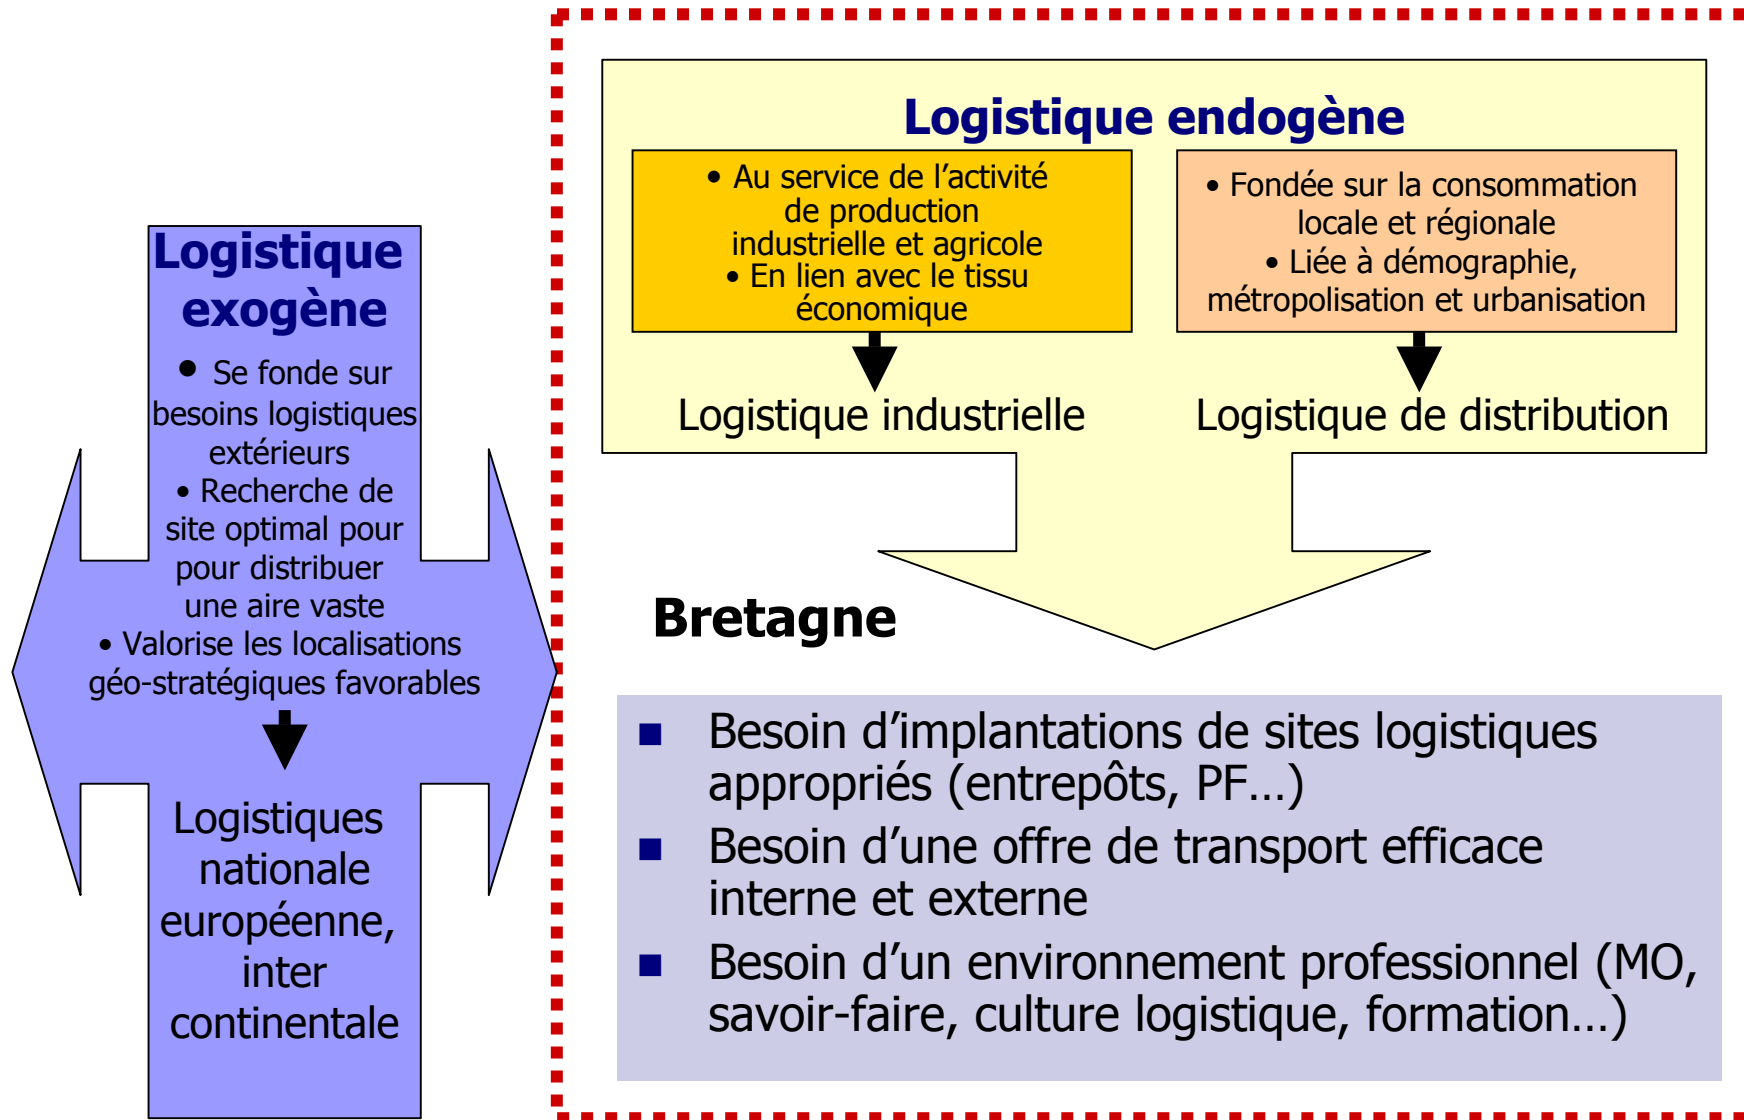 Logistique
exogène
• Se fonde sur
besoins logistiques
extérieurs
• Recherche de
site optimal pour
pour distribuer
une aire vaste
• Valorise les localisations
géo-stratégiques favorables
Logistiques
nationale
européenne,
inter
continentale
Logistique endogène
• Au service de l’activité
de production
industrielle et agricole
• En lien avec le tissu
économique
Logistique industrielle
• Fondée sur la consommation
locale et régionale
• Liée à démographie,
métropolisation et urbanisation
Logistique de distribution
Bretagne
■ Besoin d’implantations de sites logistiques
appropriés (entrepôts, PF…)
■ Besoin d’une offre de transport efficace
interne et externe
■ Besoin d’un environnement professionnel (MO,
savoir-faire, culture logistique, formation…)